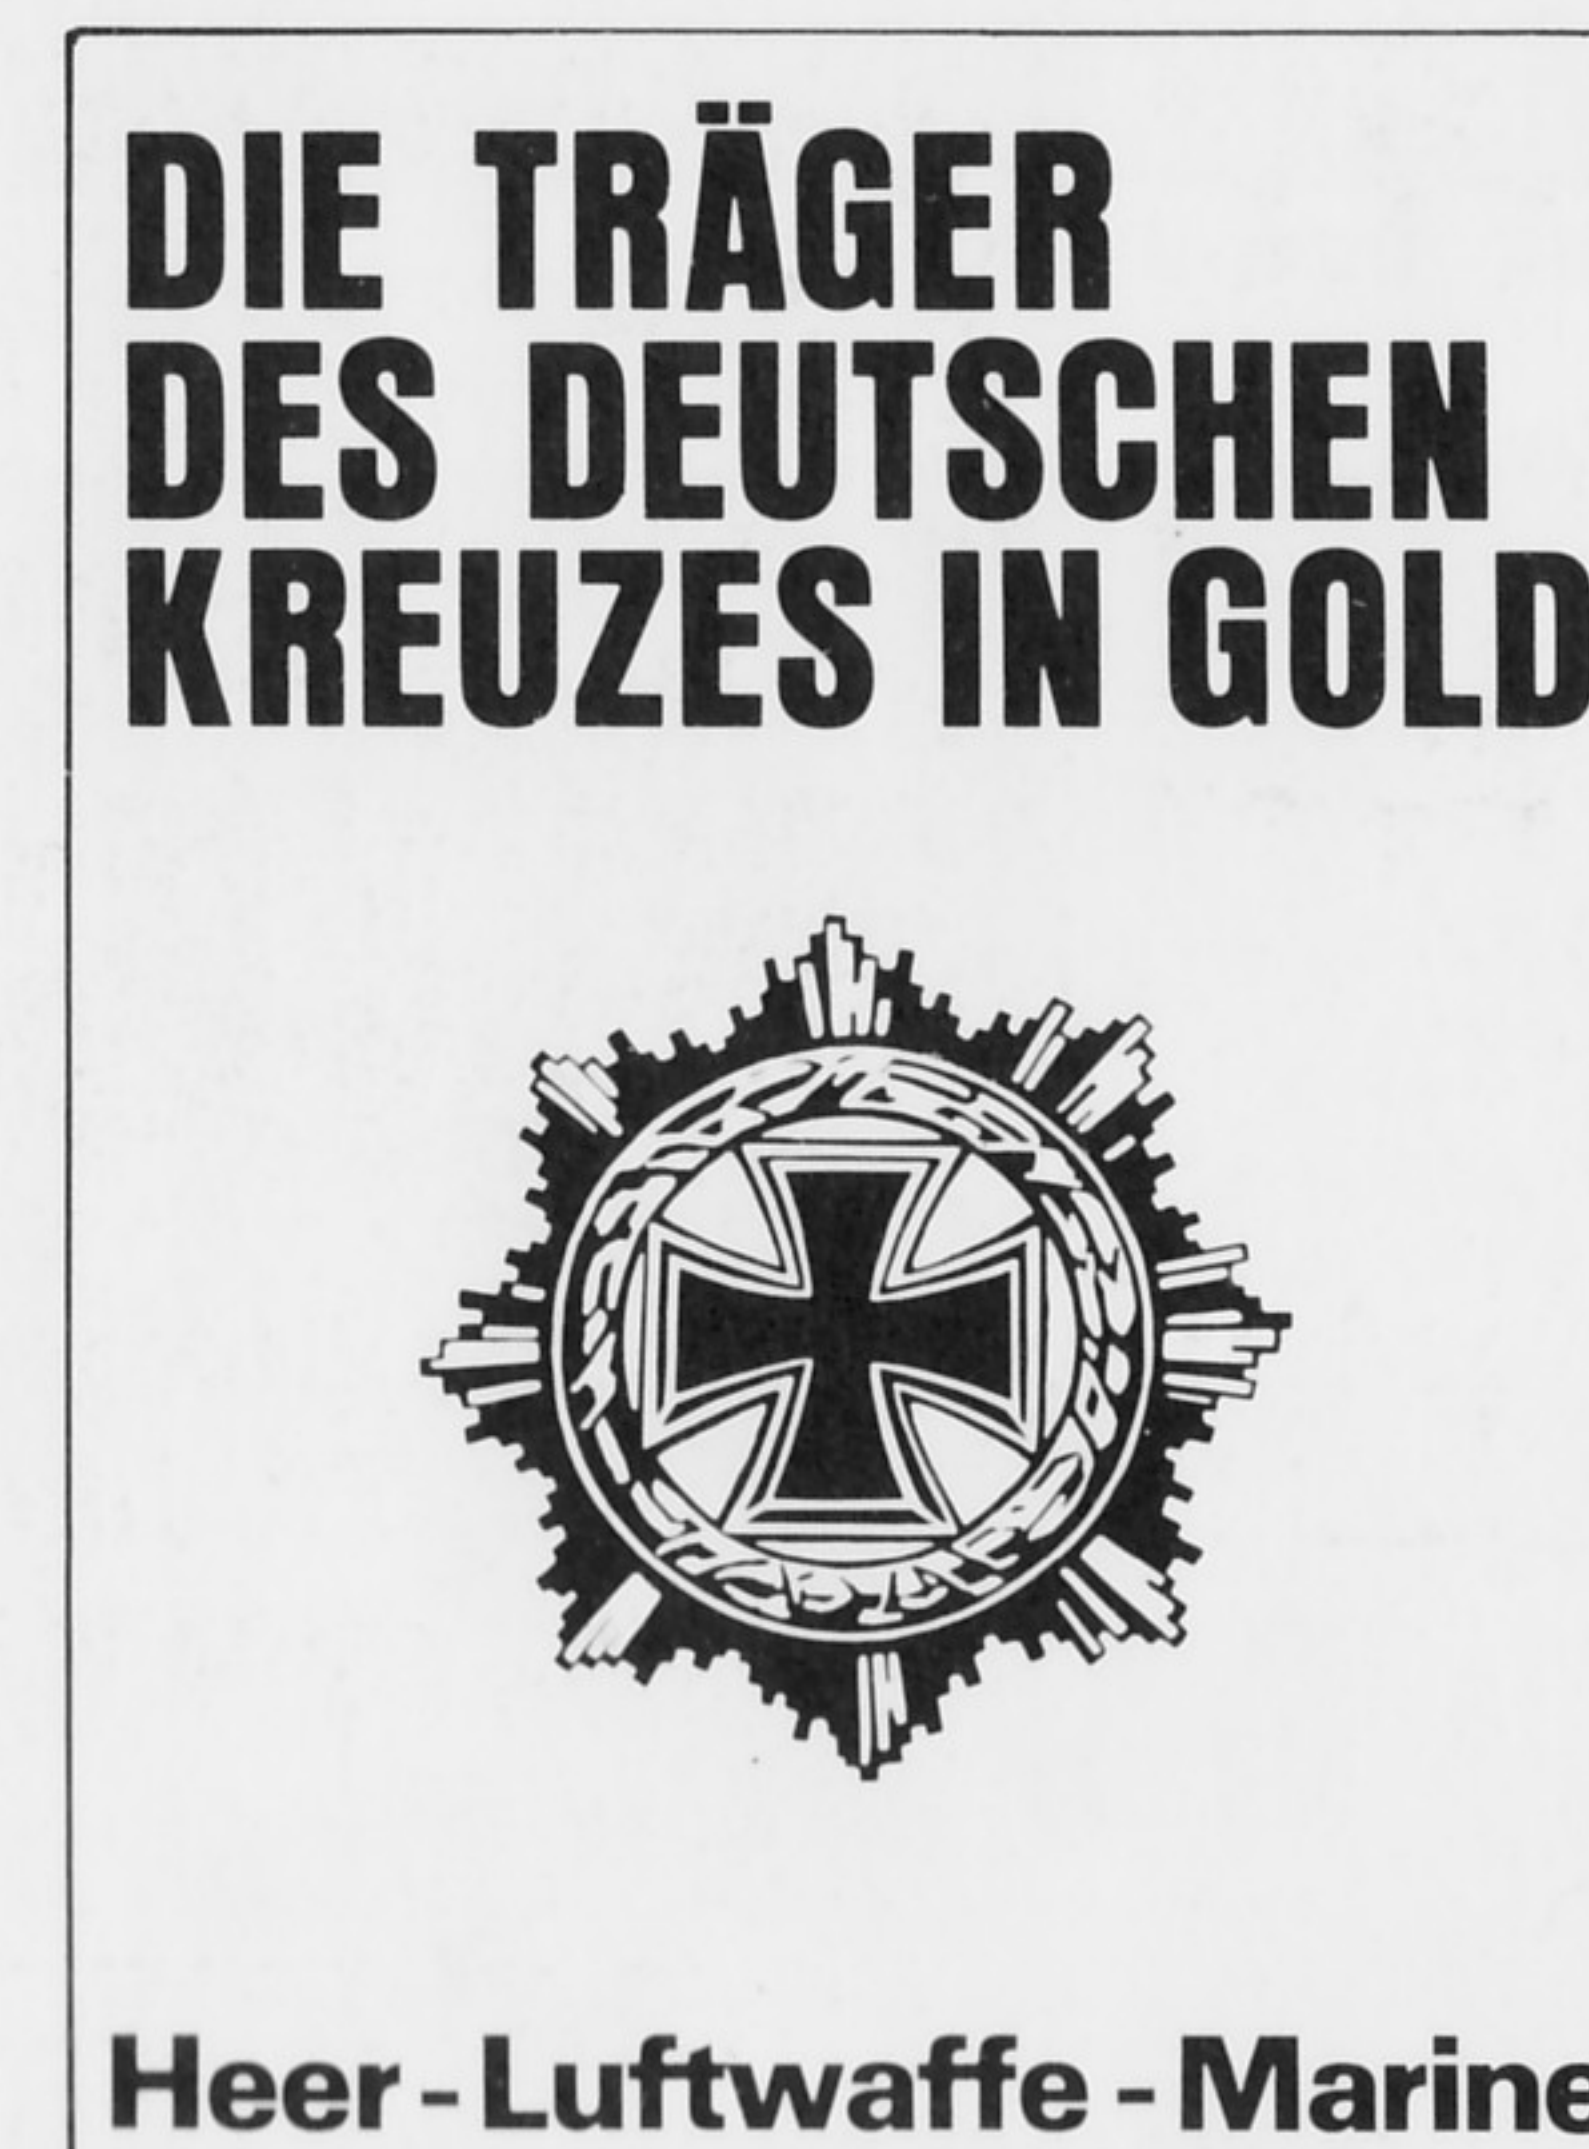 DIE TRÄGER
DES DEUTSCHEN
KREUZES IN GOLD
Heer - Luftwaffe - Marine